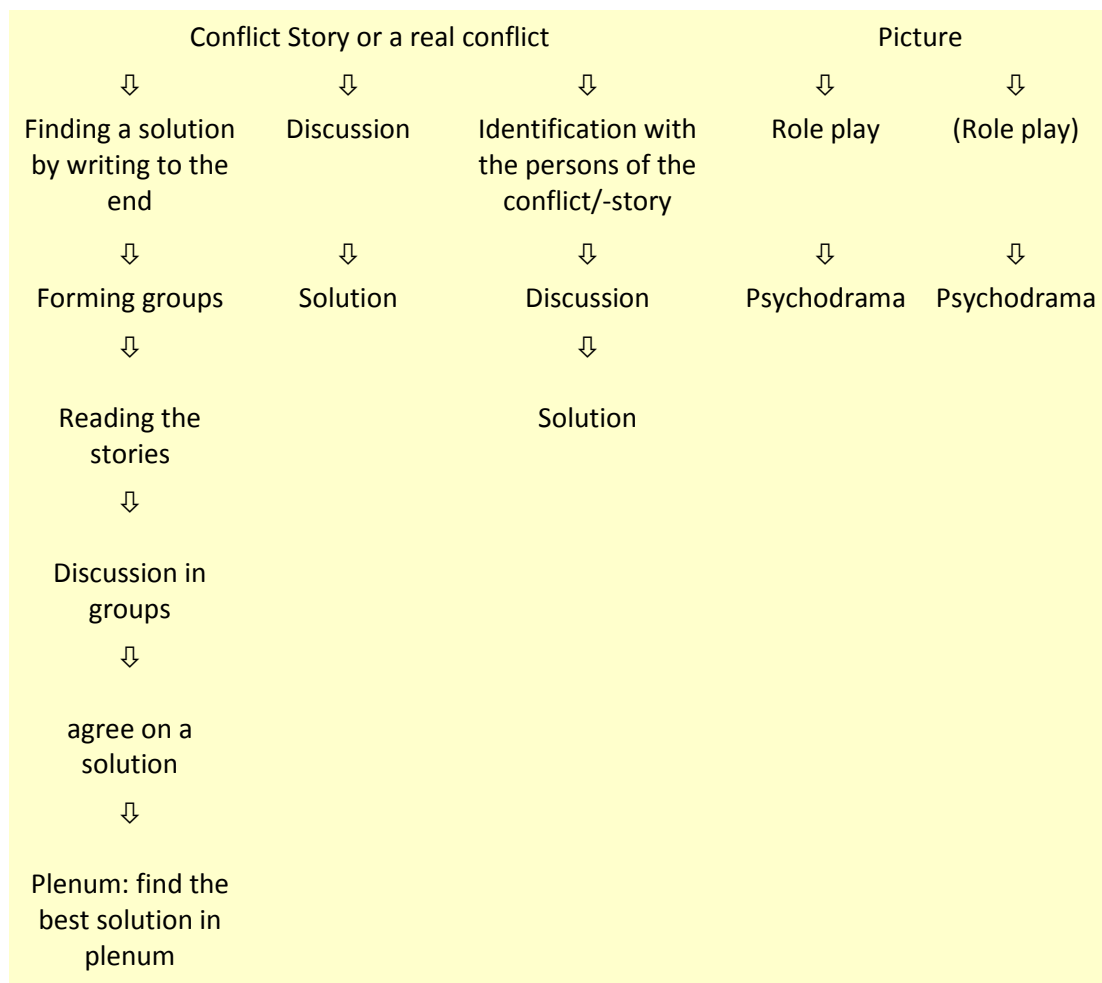 Conflict Story or a real conflict Picture
⇩ ⇩ ⇩ ⇩ ⇩
Finding a solution Discussion Identification with Role play (Role play)
by writing to the the persons of the
end conflict/-story
⇩ ⇩ ⇩ ⇩ ⇩
Forming groups Solution Discussion Psychodrama Psychodrama
⇩ ⇩
Reading the Solution
stories
⇩
Discussion in
groups
⇩
agree on a
solution
⇩
Plenum: find the
best solution in
plenum